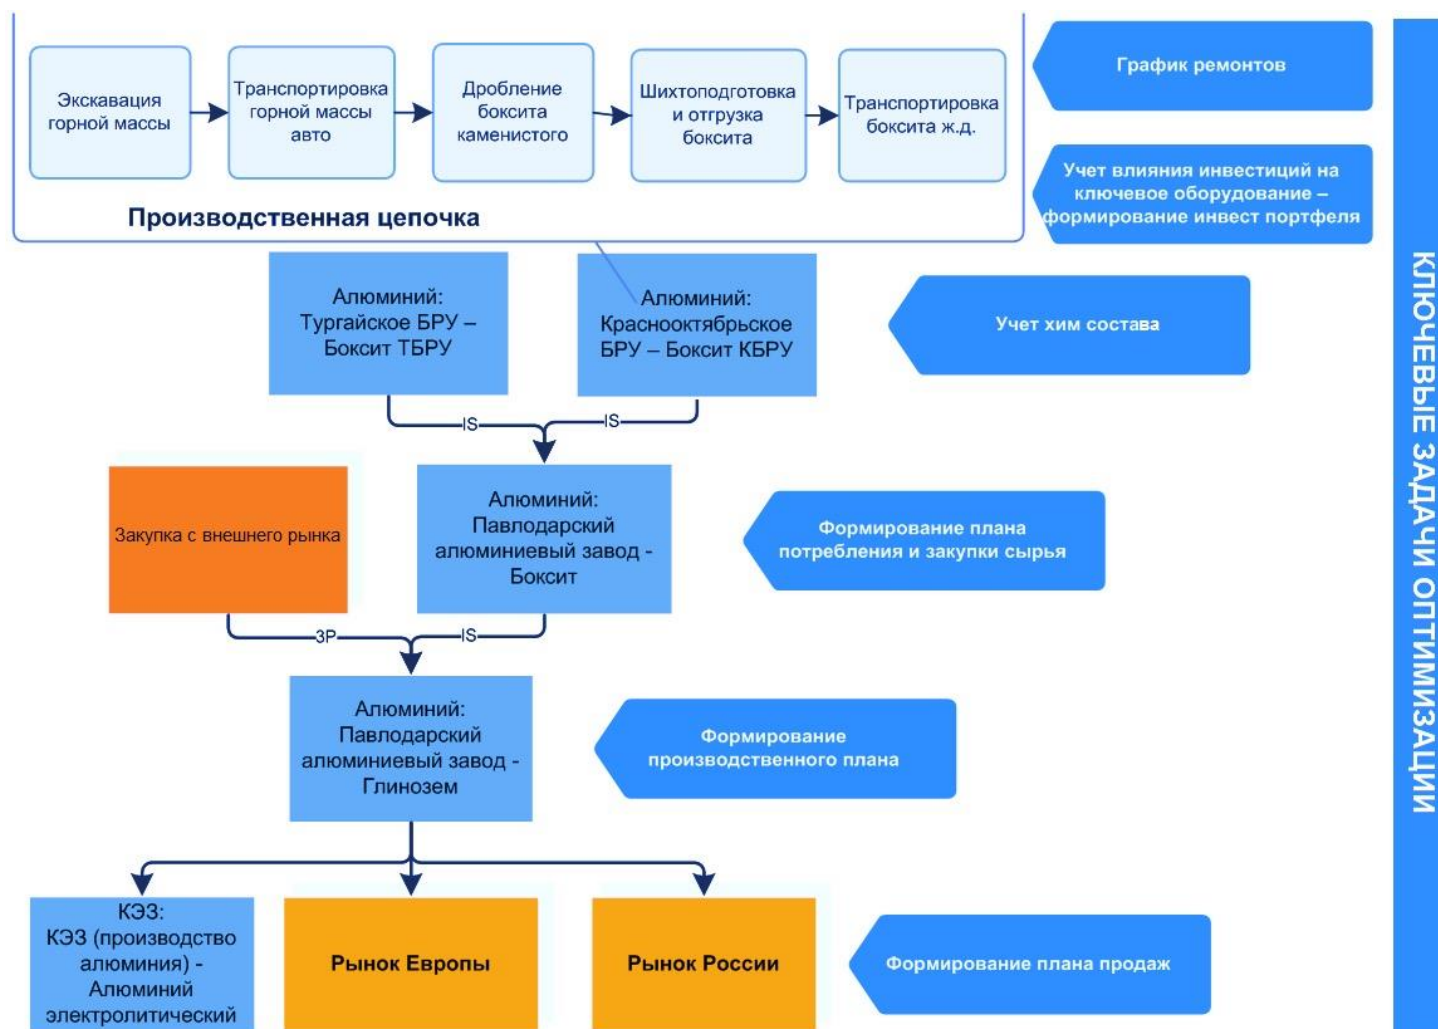 Экскавация
горной массы
Транспортировка
горной массы
авто
Дробление
боксита
каменистого
Шихтоподготовка
и отгрузка
боксита
Транспортировка
боксита ж.д.
Производственная цепочка
График ремонтов
Учет влияния инвестиций на
ключевое оборудование –
формирование инвест портфеля
Алюминий:
Тургайское БРУ –
Боксит ТБРУ
Алюминий:
Краснооктябрьское
БРУ – Боксит КБРУ
Учет хим состава
IS
IS
Закупка с внешнего рынка
Алюминий:
Павлодарский
алюминиевый завод -
Боксит
Формирование плана
потребления и закупки сырья
ЗР
IS
Алюминий:
Павлодарский
алюминиевый завод -
Глинозем
Формирование
производственного плана
КЭЗ:
КЭЗ (производство
алюминия) -
Алюминий
электролитический
Рынок Европы
Рынок России
Формирование плана продаж
КЛЮЧЕВЫЕ ЗАДАЧИ ОПТИМИЗАЦИИ